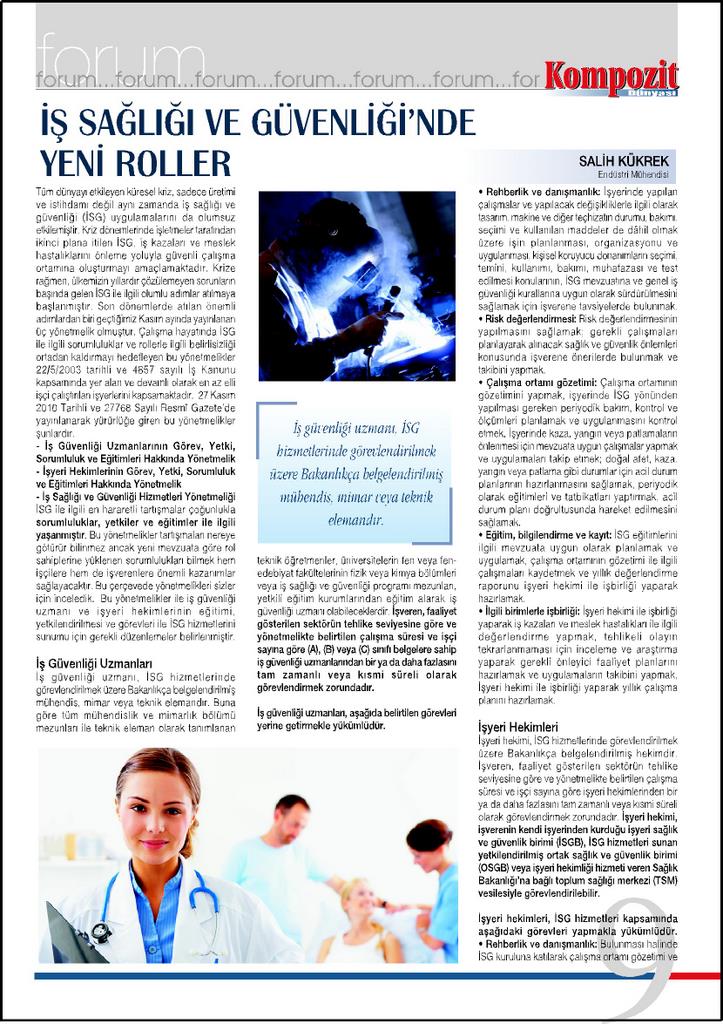 forum
forum...forum...forum...forum...forum...forum...for
Kompozit
Dünyası
İŞ SAĞLIĞI VE GÜVENLİĞİ’NDE
YENİ ROLLER
SALİH KÜKREK
Endüstri Mühendisi
Tüm dünyayı etkileyen küresel kriz, sadece üretimi
ve istihdamı değil aynı zamanda iş sağlığı ve
güvenliği (İSG) uygulamalarını da olumsuz
etkilemiştir. Kriz dönemlerinde işletmeler tarafından
ikinci plana itilen İSG, iş kazaları ve meslek
hastalıklarını önleme yoluyla güvenli çalışma
ortamına oluşturmayı amaçlamaktadır. Krize
rağmen, ülkemizin yıllardır çözülemeyen sorunların
başında gelen İSG ile ilgili olumlu adımlar atılmaya
başlanmıştır. Son dönemlerde atılan önemli
adımlardan biri geçtiğimiz Kasım ayında yayınlanan
üç yönetmelik olmuştur. Çalışma hayatında İSG
ile ilgili sorumluluklar ve rollerle ilgili belirsizliği
ortadan kaldırmayı hedefleyen bu yönetmelikler
22/5/2003 tarihli ve 4857 sayılı İş Kanunu
kapsamında yer alan ve devamlı olarak en az elli
işçi çalıştırılan işyerlerini kapsamaktadır. 27 Kasım
2010 Tarihli ve 27768 Sayılı Resmî Gazete’de
yayınlanarak yürürlüğe giren bu yönetmelikler
şunlardır.
- İş Güvenliği Uzmanlarının Görev, Yetki,
Sorumluluk ve Eğitimleri Hakkında Yönetmelik
- İşyeri Hekimlerinin Görev, Yetki, Sorumluluk
ve Eğitimleri Hakkında Yönetmelik
- İş Sağlığı ve Güvenliği Hizmetleri Yönetmeliği
İSG ile ilgili en hararetli tartışmalar çoğunlukla
sorumluluklar, yetkiler ve eğitimler ile ilgili
yaşanmıştır. Bu yönetmelikler tartışmaları nereye
götürür bilinmez ancak yeni mevzuata göre rol
sahiplerine yüklenen sorumlulukları bilmek hem
işçilere hem de işverenlere önemli kazanımlar
sağlayacaktır. Bu çerçevede yönetmelikleri sizler
için inceledik. Bu yönetmelikler ile iş güvenliği
uzmanı ve işyeri hekimlerinin eğitimi,
yetkilendirilmesi ve görevleri ile İSG hizmetlerini
sunumu için gerekli düzenlemeler belirlenmiştir.
İş Güvenliği Uzmanları
İş güvenliği uzmanı, İSG hizmetlerinde
görevlendirilmek üzere Bakanlıkça belgelendirilmiş
mühendis, mimar veya teknik elemandır. Buna
göre tüm mühendislik ve mimarlık bölümü
mezunları ile teknik eleman olarak tanımlanan
İş güvenliği uzmanı, İSG
hizmetlerinde görevlendirilmek
üzere Bakanlıkça belgelendirilmiş
mühendis, mimar veya teknik
elemandır.
teknik öğretmenler, üniversitelerin fen veya fen-
edebiyat fakültelerinin fizik veya kimya bölümleri
veya iş sağlığı ve güvenliği programı mezunları,
yetkili eğitim kurumlarından eğitim alarak iş
güvenliği uzmanı olabileceklerdir. İşveren, faaliyet
gösterilen sektörün tehlike seviyesine göre ve
yönetmelikte belirtilen çalışma süresi ve işçi
sayına göre (A), (B) veya (C) sınıfı belgelere sahip
iş güvenliği uzmanlarından bir ya da daha fazlasını
tam zamanlı veya kısmi süreli olarak
görevlendirmek zorundadır.
İş güvenliği uzmanları, aşağıda belirtilen görevleri
yerine getirmekle yükümlüdür.
• Rehberlik ve danışmanlık: İşyerinde yapılan
çalışmalar ve yapılacak değişikliklerle ilgili olarak
tasarım, makine ve diğer teçhizatın durumu, bakımı,
seçimi ve kullanılan maddeler de dâhil olmak
üzere işin planlanması, organizasyonu ve
uygulanması, kişisel koruyucu donanımların seçimi,
temini, kullanımı, bakımı, muhafazası ve test
edilmesi konularının, İSG mevzuatına ve genel iş
güvenliği kurallarına uygun olarak sürdürülmesini
sağlamak için işverene tavsiyelerde bulunmak.
• Risk değerlendirmesi: Risk değerlendirmesinin
yapılmasını sağlamak; gerekli çalışmaları
planlayarak alınacak sağlık ve güvenlik önlemleri
konusunda işverene önerilerde bulunmak ve
takibini yapmak.
• Çalışma ortamı gözetimi: Çalışma ortamının
gözetimini yapmak, işyerinde İSG yönünden
yapılması gereken periyodik bakım, kontrol ve
ölçümleri planlamak ve uygulanmasını kontrol
etmek, İşyerinde kaza, yangın veya patlamaların
önlenmesi için mevzuata uygun çalışmalar yapmak
ve uygulamaları takip etmek; doğal afet, kaza,
yangın veya patlama gibi durumlar için acil durum
planlarının hazırlanmasını sağlamak, periyodik
olarak eğitimleri ve tatbikatları yaptırmak, acil
durum planı doğrultusunda hareket edilmesini
sağlamak.
• Eğitim, bilgilendirme ve kayıt: İSG eğitimlerini
ilgili mevzuata uygun olarak planlamak ve
uygulamak, çalışma ortamının gözetimi ile ilgili
çalışmaları kaydetmek ve yıllık değerlendirme
raporunu işyeri hekimi ile işbirliği yaparak
hazırlamak.
• İlgili birimlerle işbirliği: İşyeri hekimi ile işbirliği
yaparak iş kazaları ve meslek hastalıkları ile ilgili
değerlendirme yapmak, tehlikeli olayın
tekrarlanmaması için inceleme ve araştırma
yaparak gerekli önleyici faaliyet planlarını
hazırlamak ve uygulamaların takibini yapmak,
İşyeri hekimi ile işbirliği yaparak yıllık çalışma
planını hazırlamak.
İşyeri Hekimleri
İşyeri hekimi, İSG hizmetlerinde görevlendirilmek
üzere Bakanlıkça belgelendirilmiş hekimdir.
İşveren, faaliyet gösterilen sektörün tehlike
seviyesine göre ve yönetmelikte belirtilen çalışma
süresi ve işçi sayına göre işyeri hekimlerinden bir
ya da daha fazlasını tam zamanlı veya kısmi süreli
olarak görevlendirmek zorundadır. İşyeri hekimi,
işverenin kendi işyerinden kurduğu işyeri sağlık
ve güvenlik birimi (İSGB), İSG hizmetleri sunan
yetkilendirilmiş ortak sağlık ve güvenlik birimi
(OSGB) veya işyeri hekimliği hizmeti veren Sağlık
Bakanlığı’na bağlı toplum sağlığı merkezi (TSM)
vesilesiyle görevlendirilebilir.
İşyeri hekimleri, İSG hizmetleri kapsamında
aşağıdaki görevleri yapmakla yükümlüdür.
• Rehberlik ve danışmanlık: Bulunması halinde
İSG kuruluna katılarak çalışma ortamı gözetimi ve
9